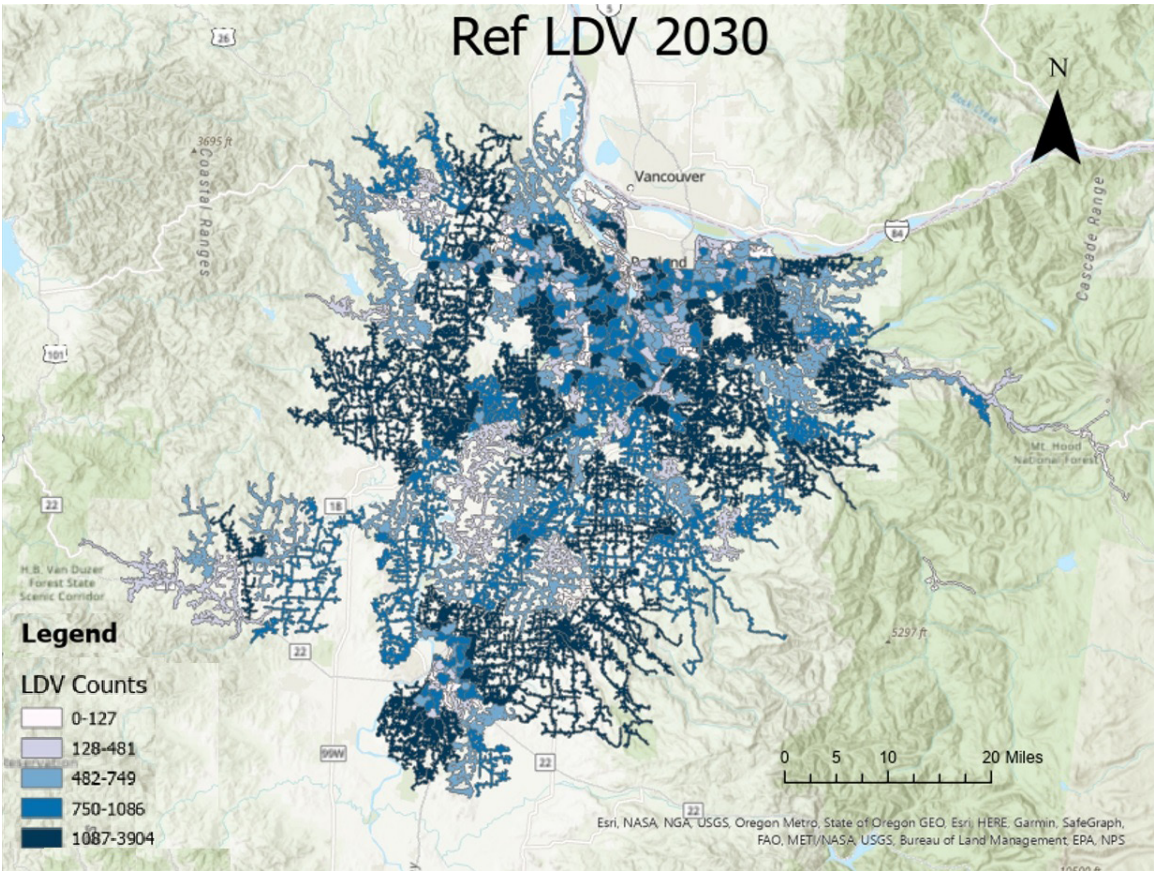 5
Ref LDV 2030
26
N
3695 ft
Coastal Ranges
Vancouver
Cascade Range
84
Portland
101
Mt. Hood
National Forest
22
18
H.B. Van Duzer
Forest State
Scenic Corridor
Legend
22
5297 ft
LDV Counts
0-127
128-481
482-749
750-1086
1087-3904
99W
22
0 5 10 20 Miles
22
Esri, NASA, NGA, USGS, Oregon Metro, State of Oregon GEO, Esri, HERE, Garmin, SafeGraph,
FAO, METI/NASA, USGS, Bureau of Land Management, EPA, NPS